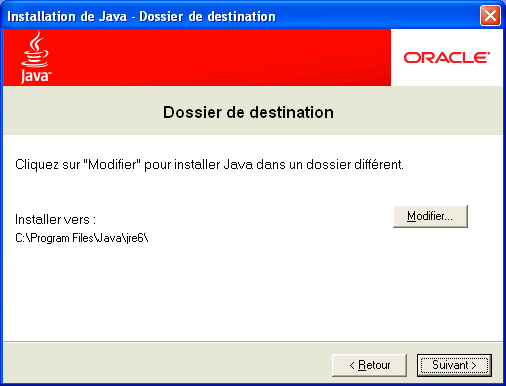 Installation de Java - Dossier de destination
Java
ORACLE
Dossier de destination
Cliquez sur "Modifier" pour installer Java dans un dossier différent.
Installer vers :
Modifier...
C:\Program Files\Java\jre6\
< Retour
Suivant >